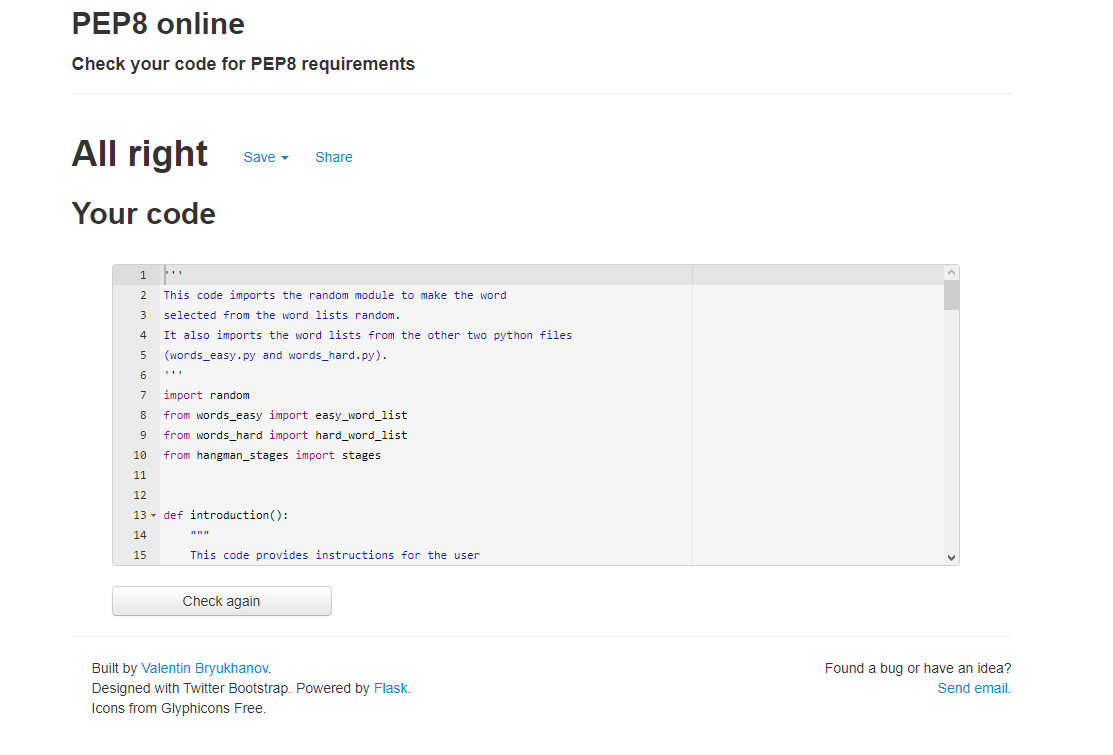 PEP8 online
Check your code for PEP8 requirements
All right Save Share
Your code
1 '''
2 This code imports the random module to make the word
3 selected from the word lists random.
4 It also imports the word lists from the other two python files
5 (words_easy.py and words_hard.py).
6 '''
7 import random
8 from words_easy import easy_word_list
9 from words_hard import hard_word_list
10 from hangman_stages import stages
11
12
13 def introduction():
14     """
15     This code provides instructions for the user
Check again
Built by Valentin Bryukhanov.
Designed with Twitter Bootstrap. Powered by Flask.
Icons from Glyphicons Free.
Found a bug or have an idea?
Send email.